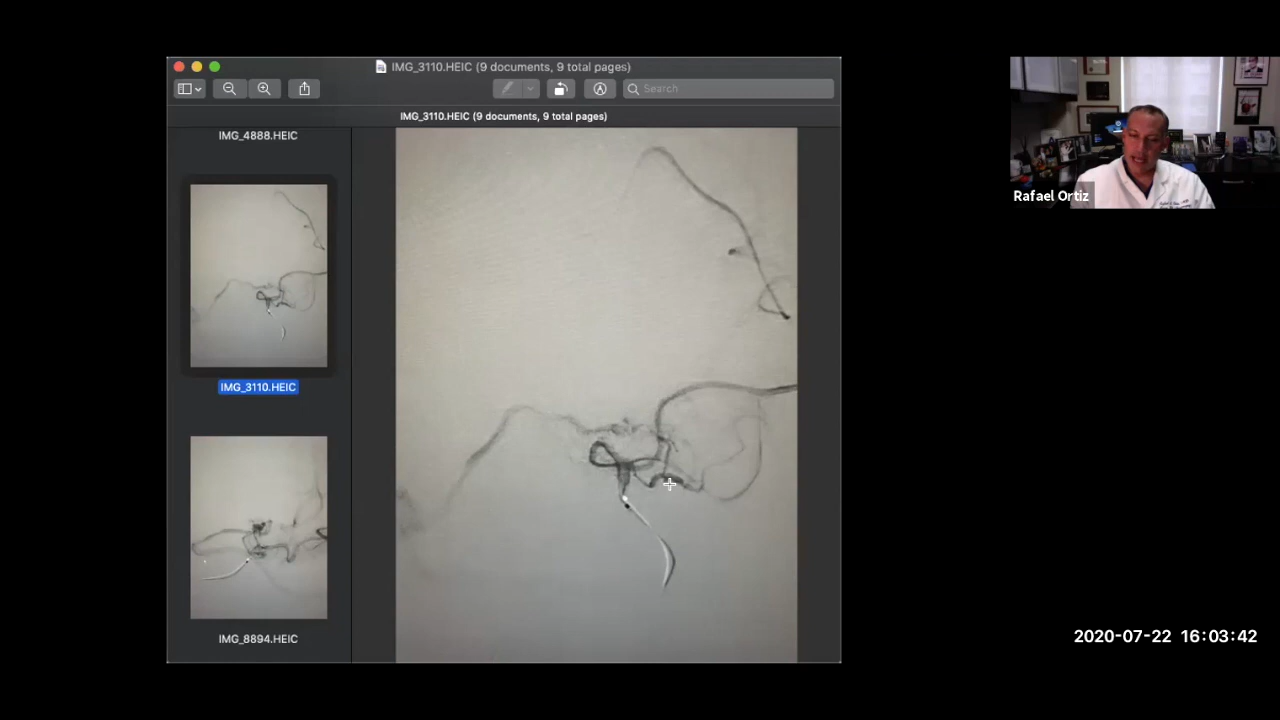 IMG_3110.HEIC (9 documents, 9 total pages)
Search
IMG_3110.HEIC (9 documents, 9 total pages)
IMG_4888.HEIC
IMG_3110.HEIC
IMG_8894.HEIC
Rafael Ortiz
2020-07-22 16:03:42